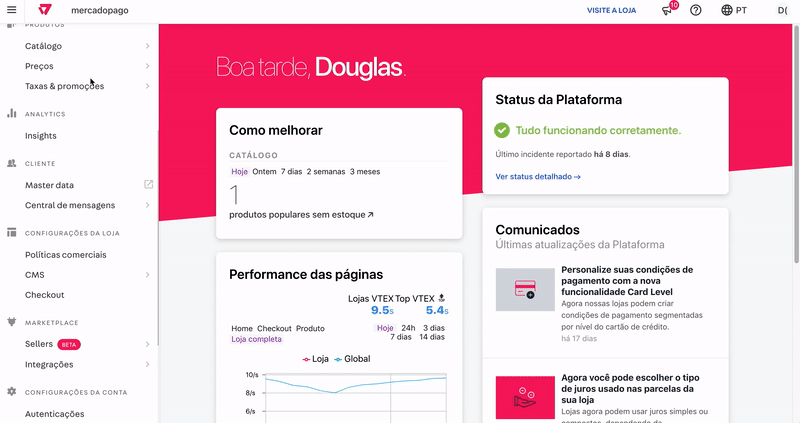 mercadopago
VISITE A LOJA
10
PT
D(
PRODUTOS
Catálogo
Preços
Taxas & promoções
ANALYTICS
Insights
CLIENTE
Master data
Central de mensagens
CONFIGURAÇÕES DA LOJA
Políticas comerciais
CMS
Checkout
MARKETPLACE
Sellers BETA
Integrações
CONFIGURAÇÕES DA CONTA
Autenticações
Boa tarde, Douglas.
Como melhorar
CATÁLOGO
Hoje Ontem 7 dias 2 semanas 3 meses
1
produtos populares sem estoque
Performance das páginas
Lojas VTEX Top VTEX
9.5s 5.4s
Home Checkout Produto
Loja completa
Hoje 24h 3 dias
7 dias 14 dias
Loja Global
10/s
8/s
6/s
Status da Plataforma
Tudo funcionando corretamente.
Último incidente reportado há 8 dias.
Ver status detalhado →
Comunicados
Últimas atualizações da Plataforma
Personalize suas condições de
pagamento com a nova
funcionalidade Card Level
Agora nossas lojas podem criar
condições de pagamento segmentadas
por nível do cartão de crédito.
há 17 dias
Agora você pode escolher o tipo
de juros usado nas parcelas da
sua loja
Lojas agora podem usar juros simples ou
compostos, dependendo da